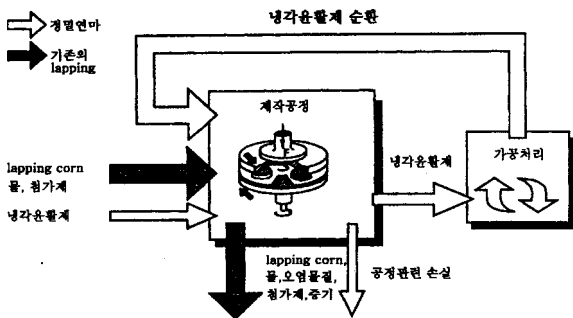 냉각윤활제 순환
정밀연마
기존의
lapping
제작공정
가공처리
냉각윤활제
lapping corn
물, 첨가제
냉각윤활제
lapping corn,
물,오염물질,
첨가제,증기
공정관련 손실